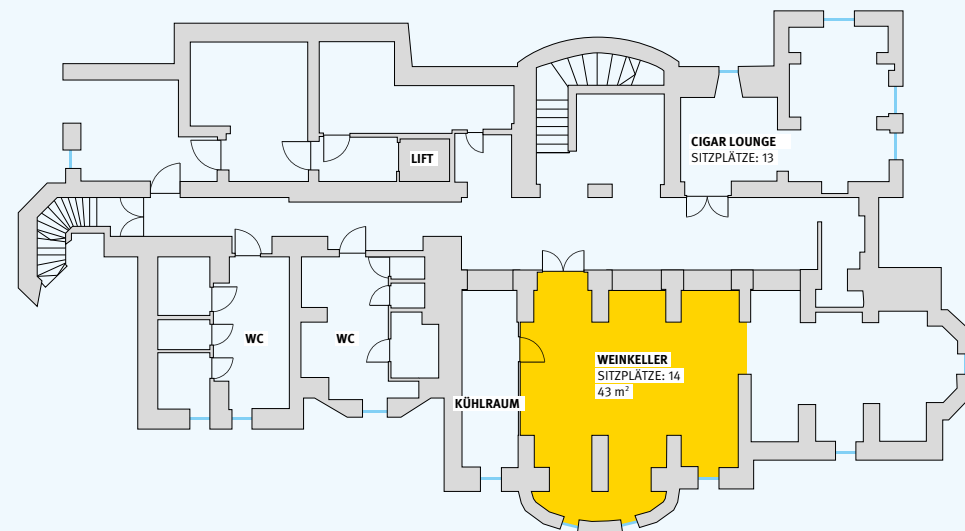 CIGAR LOUNGE
SITZPLÄTZE: 13
LIFT
WC
WC
WEINKELLER
SITZPLÄTZE: 14
43 m²
KÜHLRAUM